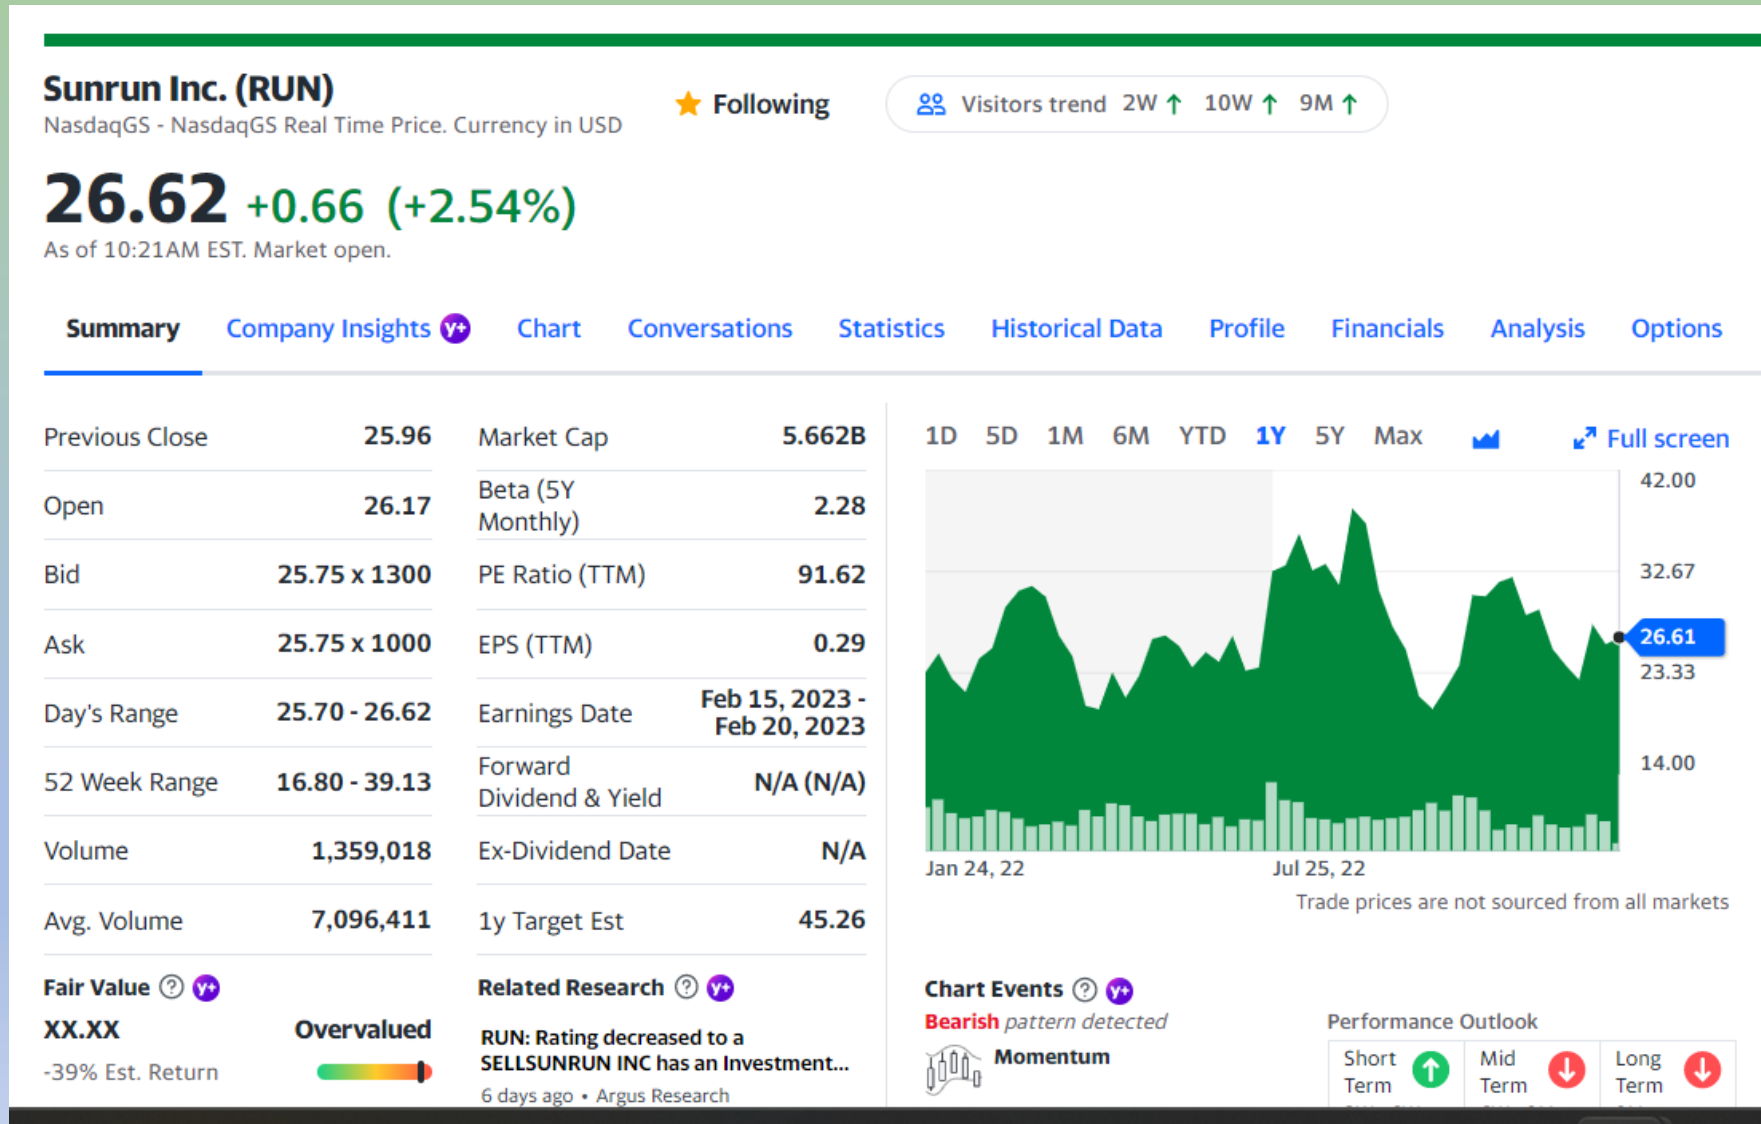 Sunrun Inc. (RUN)
NasdaqGS - NasdaqGS Real Time Price. Currency in USD
Following
Visitors trend 2W ↑ 10W ↑ 9M ↑
26.62 +0.66 (+2.54%)
As of 10:21AM EST. Market open.
Summary Company Insights y+ Chart Conversations Statistics Historical Data Profile Financials Analysis Options
Previous Close 25.96
Open 26.17
Bid 25.75 x 1300
Ask 25.75 x 1000
Day's Range 25.70 - 26.62
52 Week Range 16.80 - 39.13
Volume 1,359,018
Avg. Volume 7,096,411
Market Cap 5.662B
Beta (5Y
Monthly) 2.28
PE Ratio (TTM) 91.62
EPS (TTM) 0.29
Earnings Date Feb 15, 2023 -
Feb 20, 2023
Forward
Dividend & Yield N/A (N/A)
Ex-Dividend Date N/A
1y Target Est 45.26
1D 5D 1M 6M YTD 1Y 5Y Max Full screen
42.00
32.67
26.61
23.33
14.00
Jan 24, 22 Jul 25, 22
Trade prices are not sourced from all markets
Fair Value ? y+
XX.XX Overvalued
-39% Est. Return
Related Research ? y+
RUN: Rating decreased to a
SELLSUNRUN INC has an Investment...
6 days ago • Argus Research
Chart Events ? y+
Bearish pattern detected
Momentum
Performance Outlook
Short
Term
Mid
Term
Long
Term